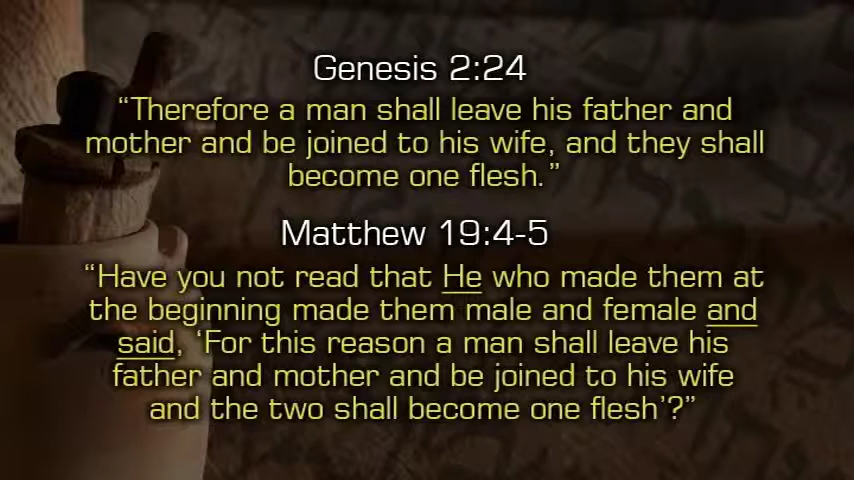 Genesis 2:24
“Therefore a man shall leave his father and
mother and be joined to his wife, and they shall
become one flesh.”
Matthew 19:4-5
“Have you not read that He who made them at
the beginning made them male and female and
said, ‘For this reason a man shall leave his
father and mother and be joined to his wife
and the two shall become one flesh’?”